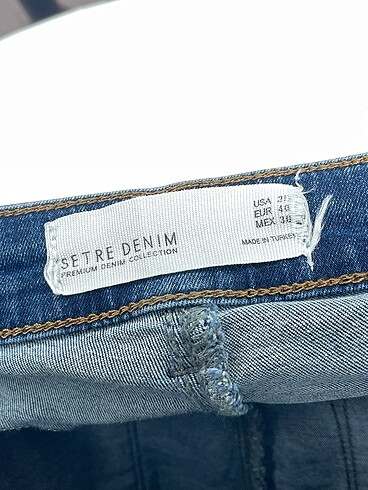 SETRE DENIM
PREMIUM DENIM COLLECTION
USA
EUR
MEX
MADE IN TURKEY